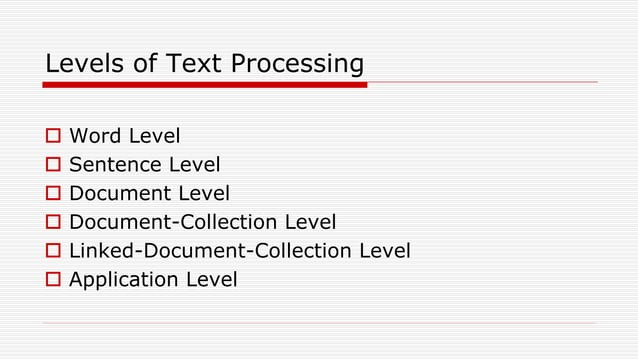 Levels of Text Processing
Word Level
Sentence Level
Document Level
Document-Collection Level
Linked-Document-Collection Level
Application Level